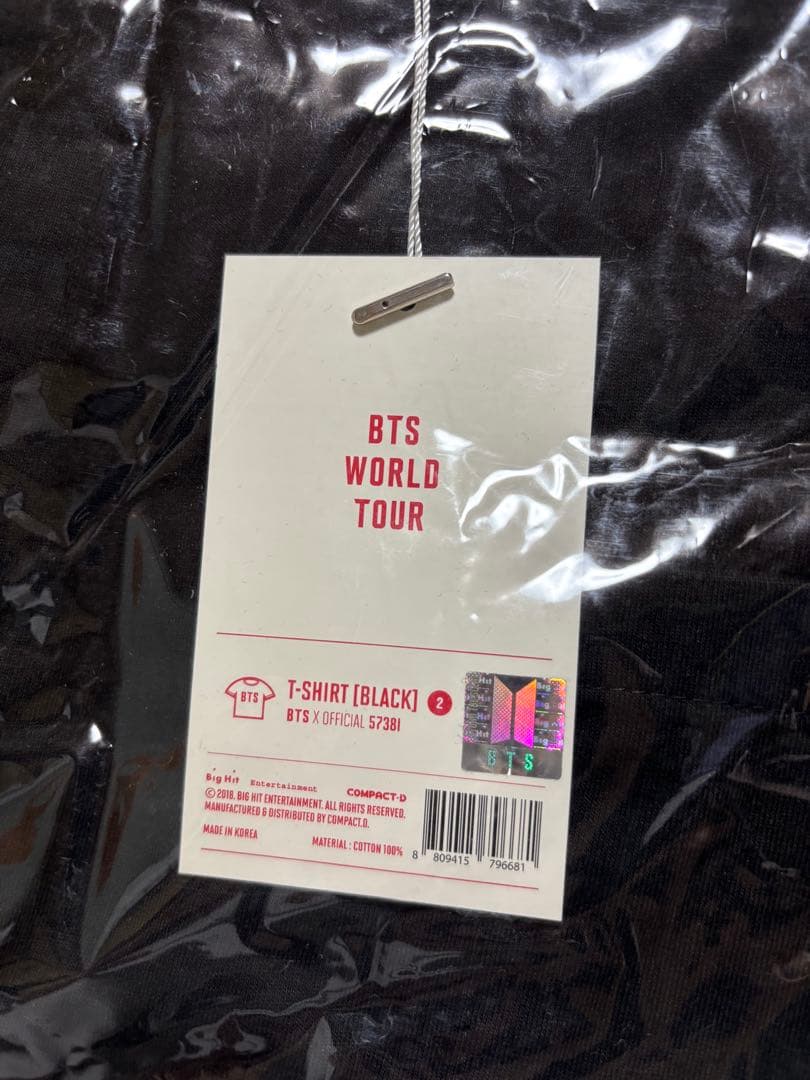 BTS
WORLD
TOUR
BTS
T-SHIRT [BLACK] 2
BTS X OFFICIAL 57381
BTS
Big Hit Entertainment COMPACT-D
© 2018. BIG HIT ENTERTAINMENT. ALL RIGHTS RESERVED.
MANUFACTURED & DISTRIBUTED BY COMPACT.D.
MADE IN KOREA
MATERIAL : COTTON 100%
8 809415 796681